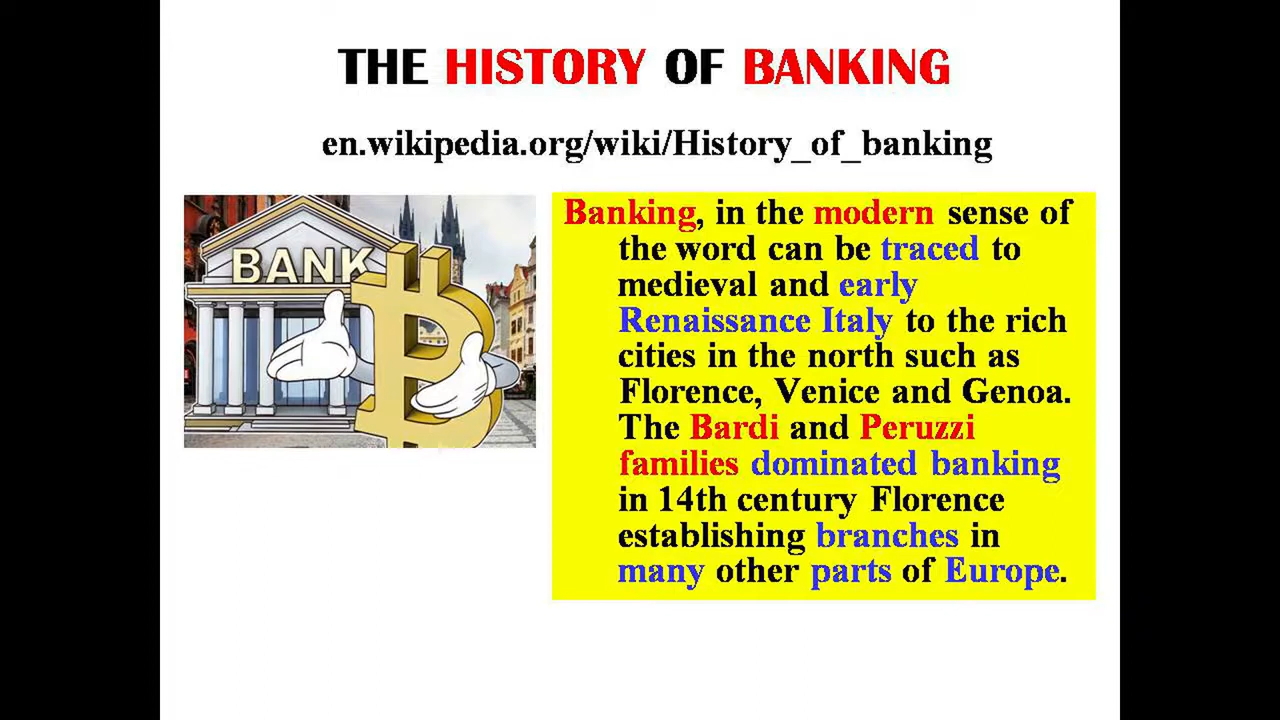 THE HISTORY OF BANKING
en.wikipedia.org/wiki/History_of_banking
BANK
Banking, in the modern sense of
the word can be traced to
medieval and early
Renaissance Italy to the rich
cities in the north such as
Florence, Venice and Genoa.
The Bardi and Peruzzi
families dominated banking
in 14th century Florence
establishing branches in
many other parts of Europe.